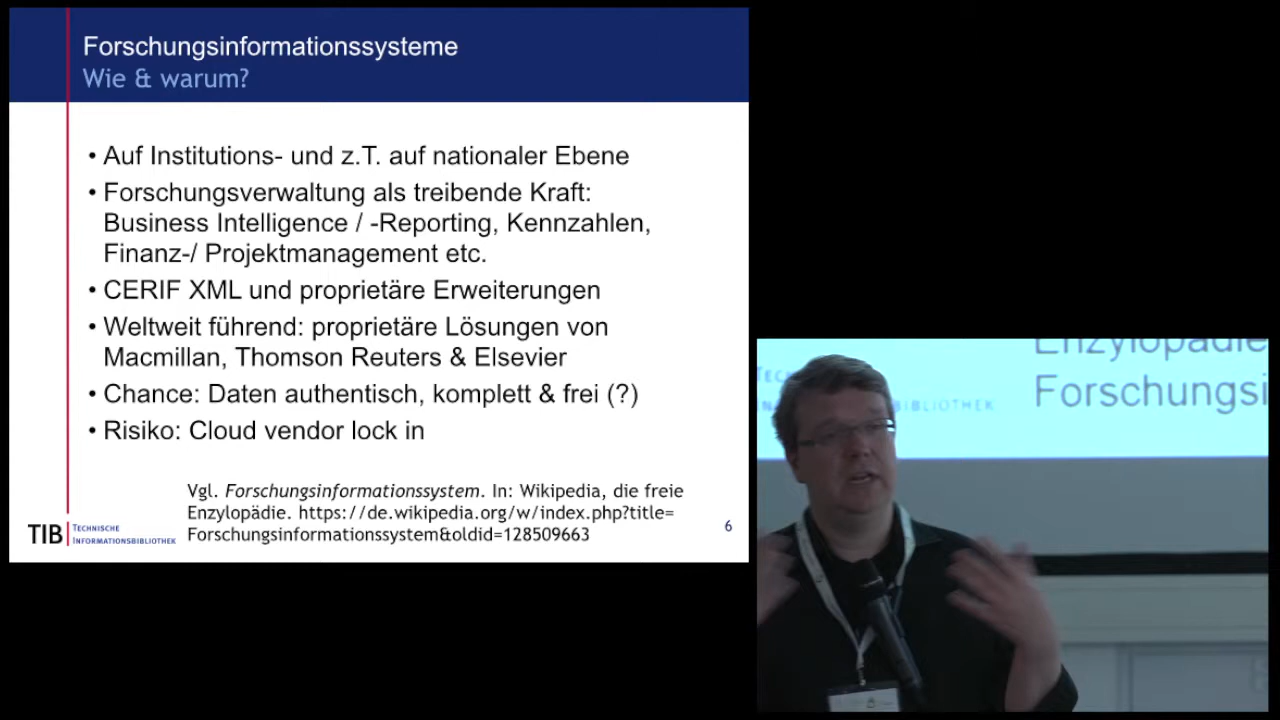 Forschungsinformationssysteme
Wie & warum?
• Auf Institutions- und z.T. auf nationaler Ebene
• Forschungsverwaltung als treibende Kraft:
Business Intelligence / -Reporting, Kennzahlen,
Finanz-/ Projektmanagement etc.
• CERIF XML und proprietäre Erweiterungen
• Weltweit führend: proprietäre Lösungen von
Macmillan, Thomson Reuters & Elsevier
• Chance: Daten authentisch, komplett & frei (?)
• Risiko: Cloud vendor lock in
Vgl. Forschungsinformationssystem. In: Wikipedia, die freie
Enzylopädie. https://de.wikipedia.org/w/index.php?title=
Forschungsinformationssystem&oldid=128509663
TIB TECHNISCHE
INFORMATIONSBIBLIOTHEK
6
Enzylopädie
Forschungsi
BIBLIOTHEK